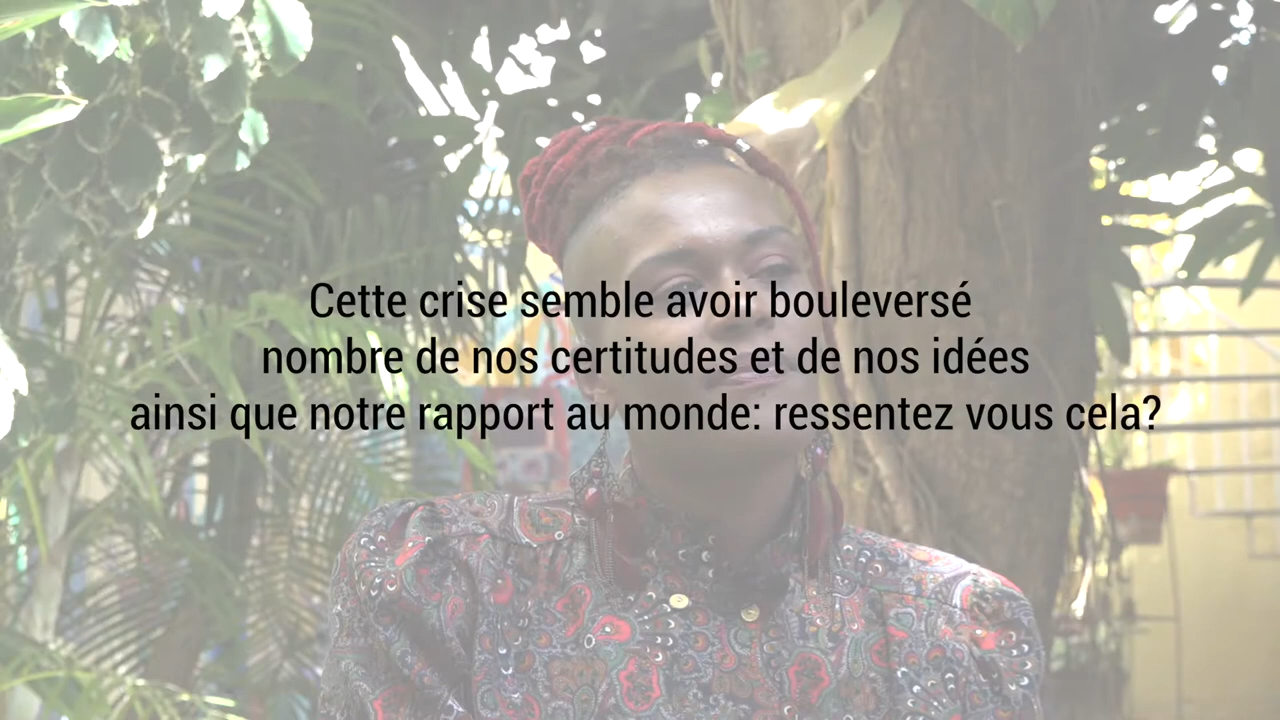 Cette crise semble avoir bouleversé
nombre de nos certitudes et de nos idées
ainsi que notre rapport au monde: ressentez vous cela?